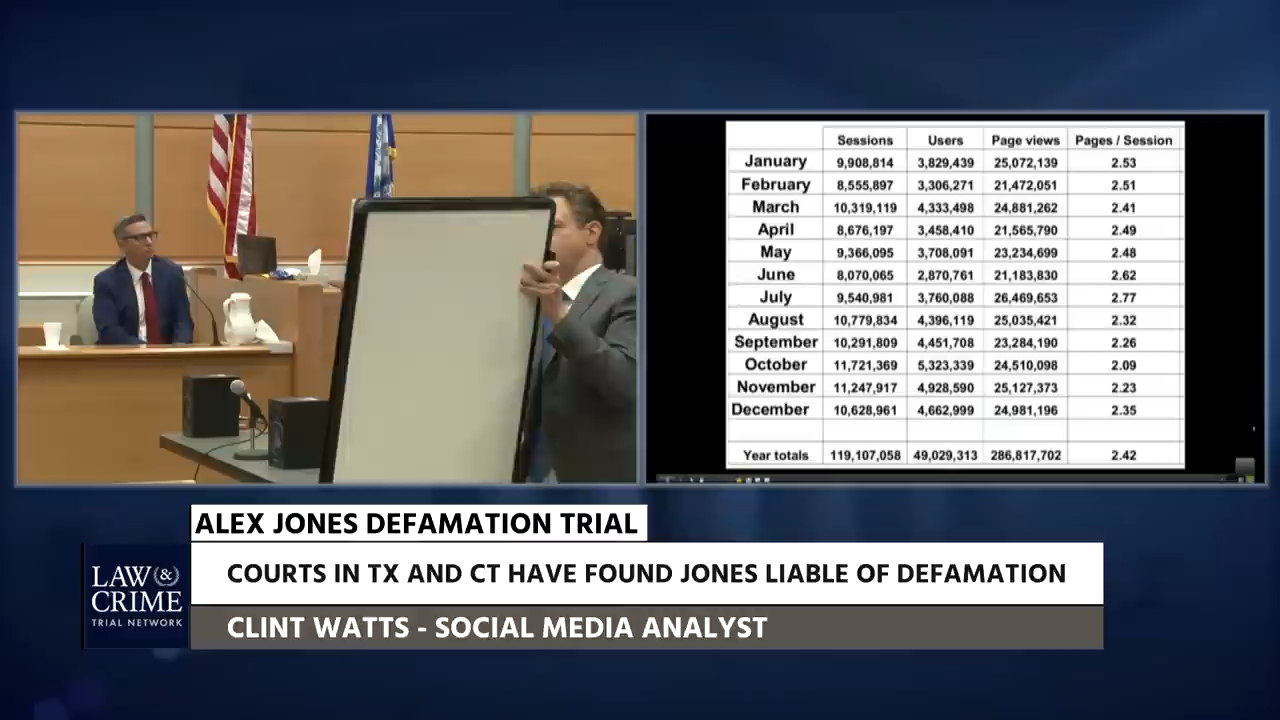 Sessions Users Page views Pages / Session
January 9,908,814 3,829,439 25,072,139 2.53
February 8,555,897 3,306,271 21,472,051 2.51
March 10,319,119 4,333,498 24,881,262 2.41
April 8,676,197 3,458,410 21,565,790 2.49
May 9,366,095 3,708,091 23,234,699 2.48
June 8,070,065 2,870,761 21,183,830 2.62
July 9,540,981 3,760,088 26,469,653 2.77
August 10,779,834 4,396,119 25,035,421 2.32
September 10,291,809 4,451,708 23,284,190 2.26
October 11,721,369 5,323,339 24,510,098 2.09
November 11,247,917 4,928,590 25,127,373 2.23
December 10,628,961 4,662,999 24,981,196 2.35
Year totals 119,107,058 49,029,313 286,817,702 2.42
ALEX JONES DEFAMATION TRIAL
COURTS IN TX AND CT HAVE FOUND JONES LIABLE OF DEFAMATION
LAW &
CRIME
TRIAL NETWORK
CLINT WATTS - SOCIAL MEDIA ANALYST